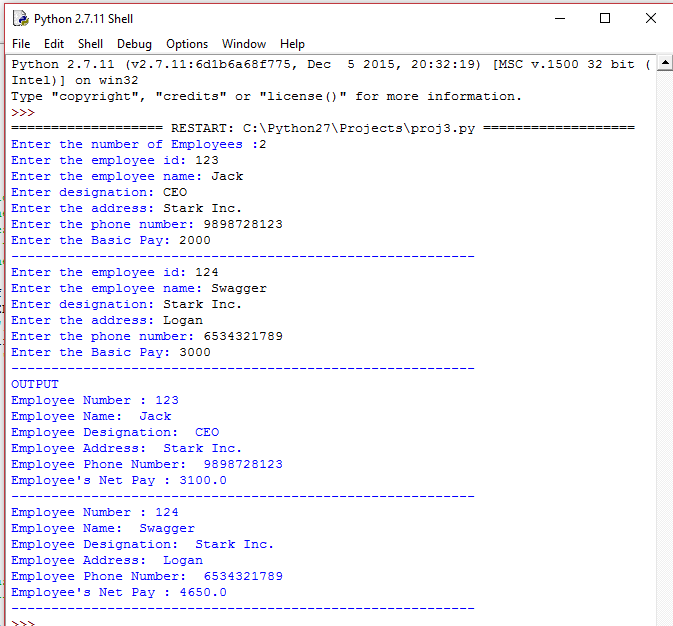 Python 2.7.11 Shell
File Edit Shell Debug Options Window Help
Python 2.7.11 (v2.7.11:6d1b6a68f775, Dec  5 2015, 20:32:19) [MSC v.1500 32 bit (
Intel)] on win32
Type "copyright", "credits" or "license()" for more information.
>>>
=================== RESTART: C:\Python27\Projects\proj3.py ===================
Enter the number of Employees :2
Enter the employee id: 123
Enter the employee name: Jack
Enter designation: CEO
Enter the address: Stark Inc.
Enter the phone number: 9898728123
Enter the Basic Pay: 2000
----------------------------------------------------------
Enter the employee id: 124
Enter the employee name: Swagger
Enter designation: Stark Inc.
Enter the address: Logan
Enter the phone number: 6534321789
Enter the Basic Pay: 3000
----------------------------------------------------------
OUTPUT
Employee Number : 123
Employee Name:  Jack
Employee Designation:  CEO
Employee Address:  Stark Inc.
Employee Phone Number:  9898728123
Employee's Net Pay : 3100.0
----------------------------------------------------------
Employee Number : 124
Employee Name:  Swagger
Employee Designation:  Stark Inc.
Employee Address:  Logan
Employee Phone Number:  6534321789
Employee's Net Pay : 4650.0
----------------------------------------------------------
>>>